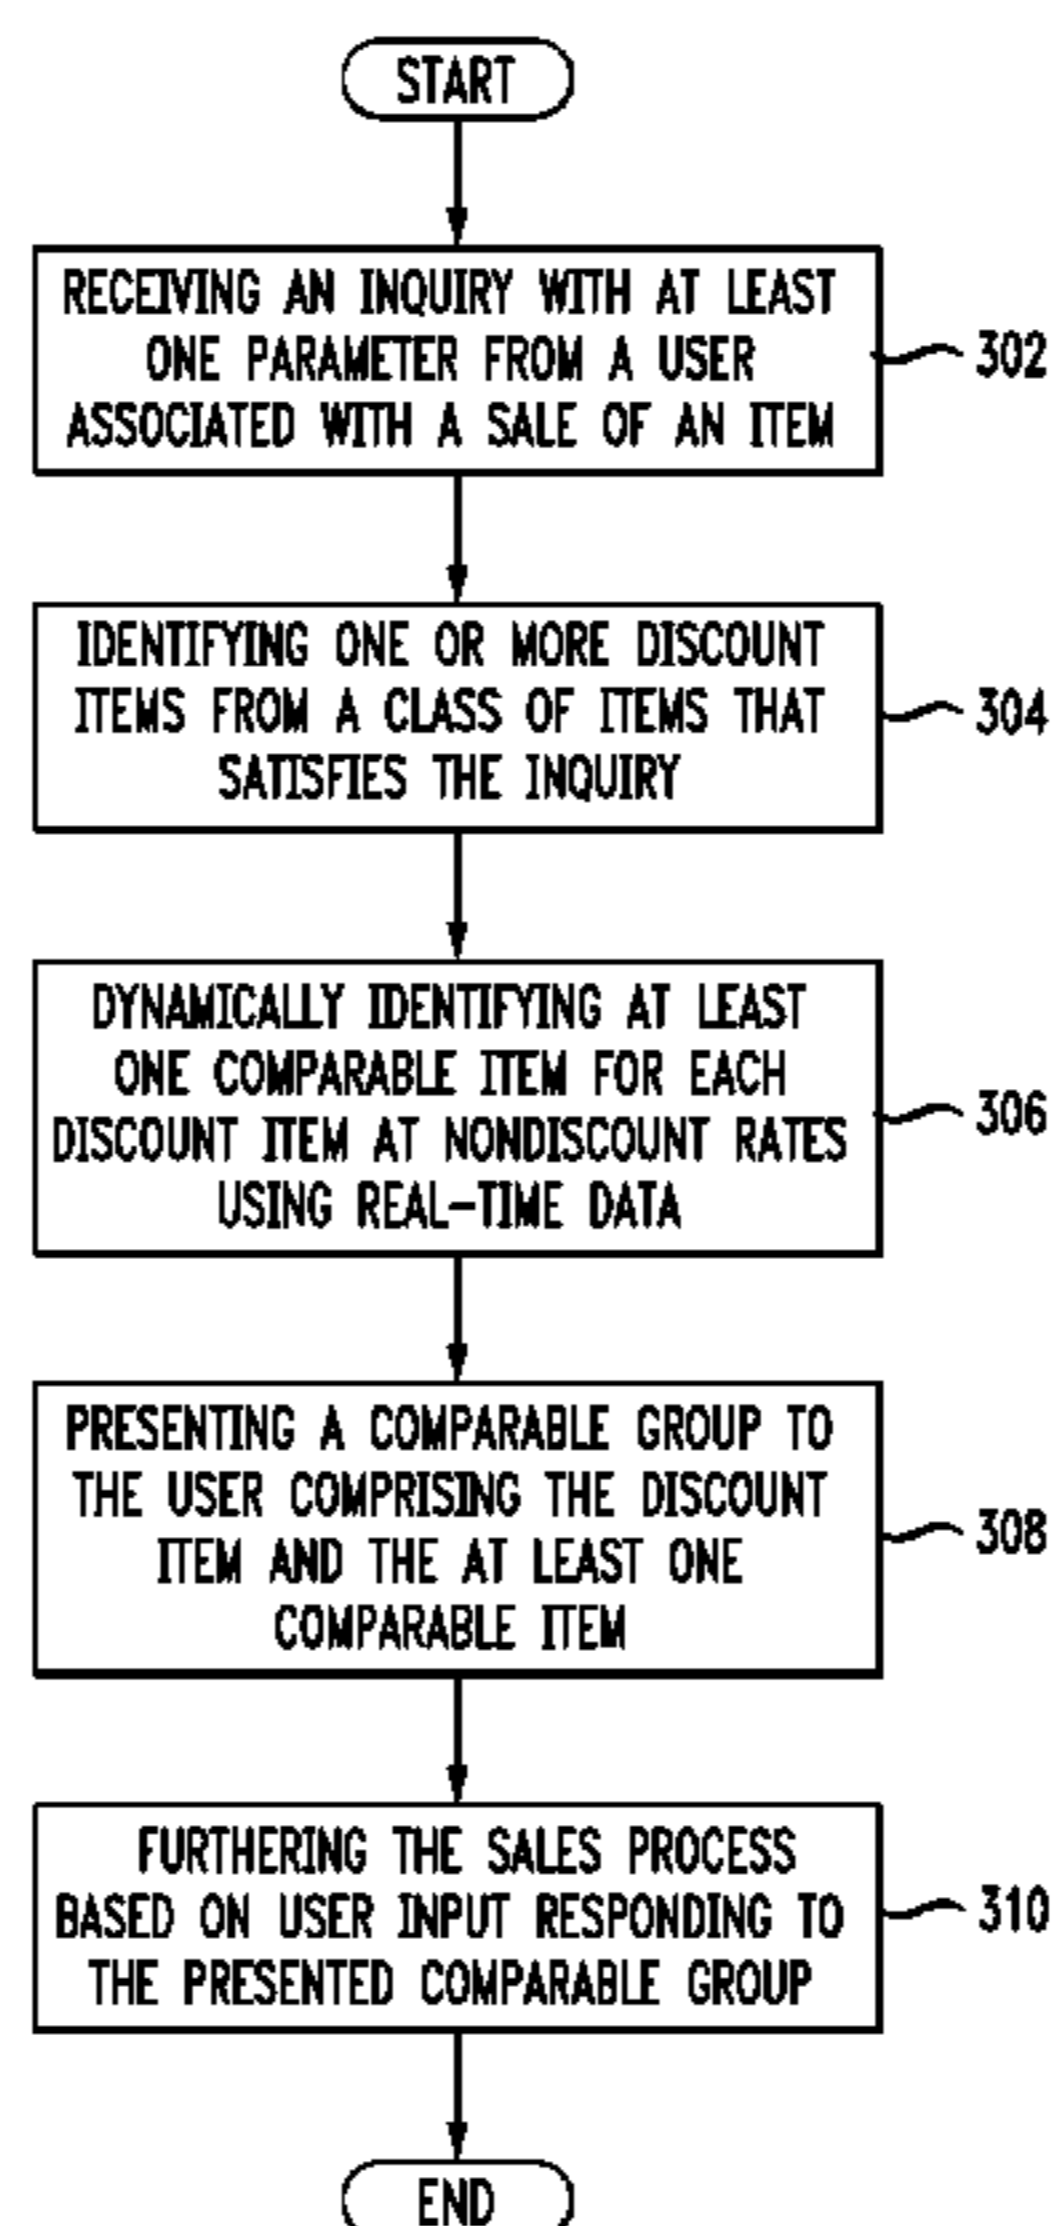 START
RECEIVING AN INQUIRY WITH AT LEAST
ONE PARAMETER FROM A USER
ASSOCIATED WITH A SALE OF AN ITEM
302
IDENTIFYING ONE OR MORE DISCOUNT
ITEMS FROM A CLASS OF ITEMS THAT
SATISFIES THE INQUIRY
304
DYNAMICALLY IDENTIFYING AT LEAST
ONE COMPARABLE ITEM FOR EACH
DISCOUNT ITEM AT NONDISCOUNT RATES
USING REAL-TIME DATA
306
PRESENTING A COMPARABLE GROUP TO
THE USER COMPRISING THE DISCOUNT
ITEM AND THE AT LEAST ONE
COMPARABLE ITEM
308
FURTHERING THE SALES PROCESS
BASED ON USER INPUT RESPONDING TO
THE PRESENTED COMPARABLE GROUP
310
END